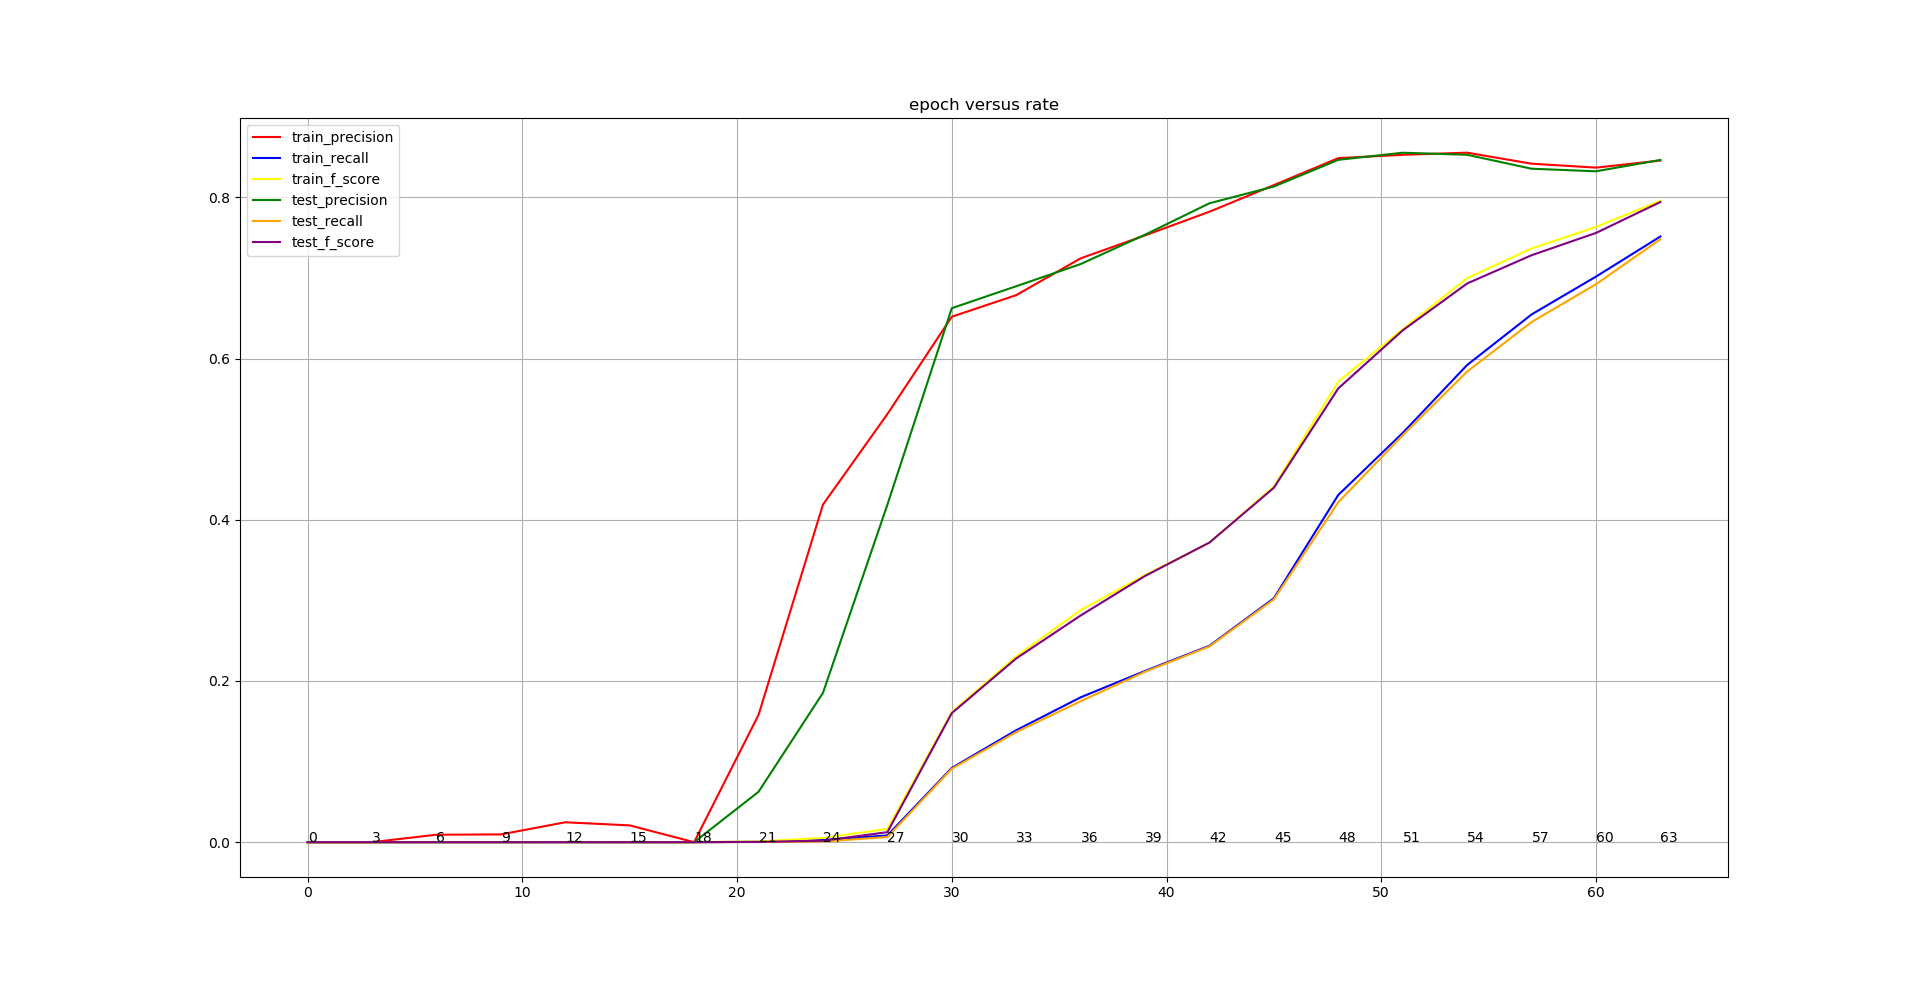 epoch versus rate
train_precision
train_recall
train_f_score
test_precision
test_recall
test_f_score
0.8
0.6
0.4
0.2
0.0
0 3 6 9 12 15 18 21 24 27 30 33 36 39 42 45 48 51 54 57 60 63
0 10 20 30 40 50 60